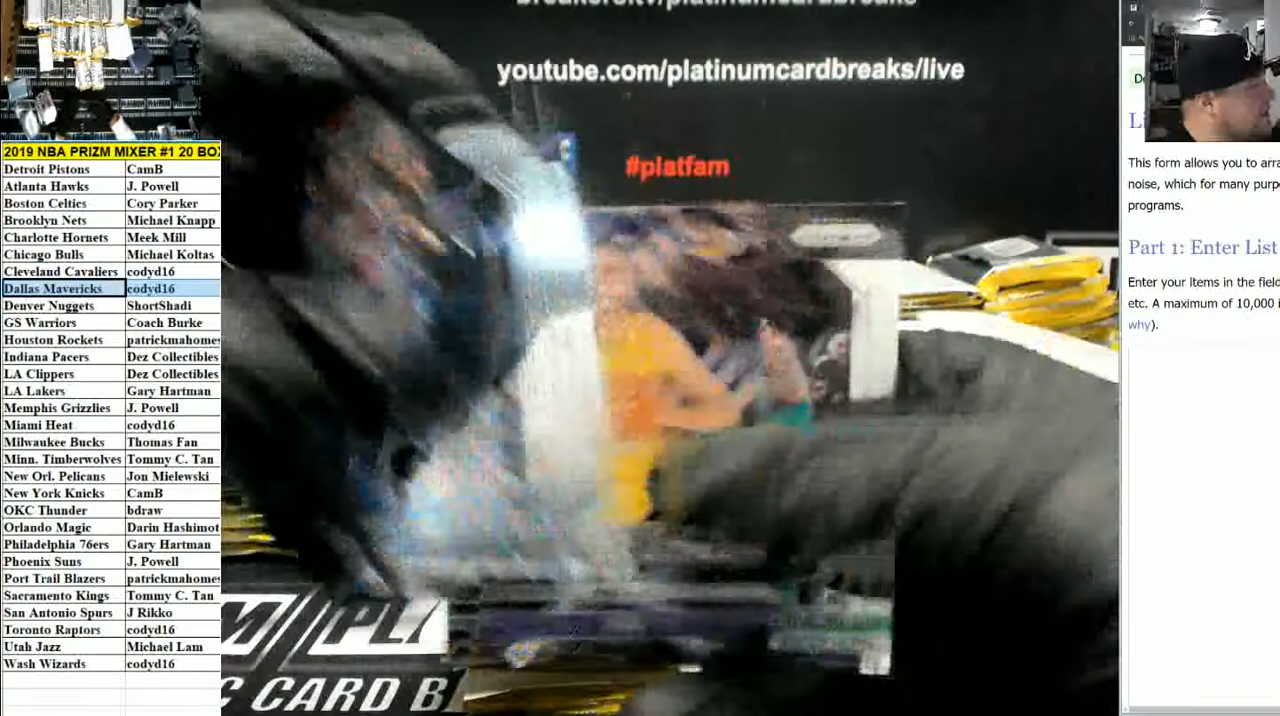 breakers.tv/platinumcardbreaks
youtube.com/platinumcardbreaks/live
#platfam
2019 NBA PRIZM MIXER #1 20 BO
Detroit Pistons CamB
Atlanta Hawks J. Powell
Boston Celtics Cory Parker
Brooklyn Nets Michael Knapp
Charlotte Hornets Meek Mill
Chicago Bulls Michael Koltas
Cleveland Cavaliers codyd16
Dallas Mavericks codyd16
Denver Nuggets ShortShadi
GS Warriors Coach Burke
Houston Rockets patrickmahomes
Indiana Pacers Dez Collectibles
LA Clippers Dez Collectibles
LA Lakers Gary Hartman
Memphis Grizzlies J. Powell
Miami Heat codyd16
Milwaukee Bucks Thomas Fan
Minn. Timberwolves Tommy C. Tan
New Orl. Pelicans Jon Mielewski
New York Knicks CamB
OKC Thunder bdraw
Orlando Magic Darin Hashimot
Philadelphia 76ers Gary Hartman
Phoenix Suns J. Powell
Port Trail Blazers patrickmahomes
Sacramento Kings Tommy C. Tan
San Antonio Spurs J Rikko
Toronto Raptors codyd16
Utah Jazz Michael Lam
Wash Wizards codyd16
M//PLA
C CARD B
This form allows you to arra
noise, which for many purp
programs.
Part 1: Enter List
Enter your items in the field
etc. A maximum of 10,000 i
why).